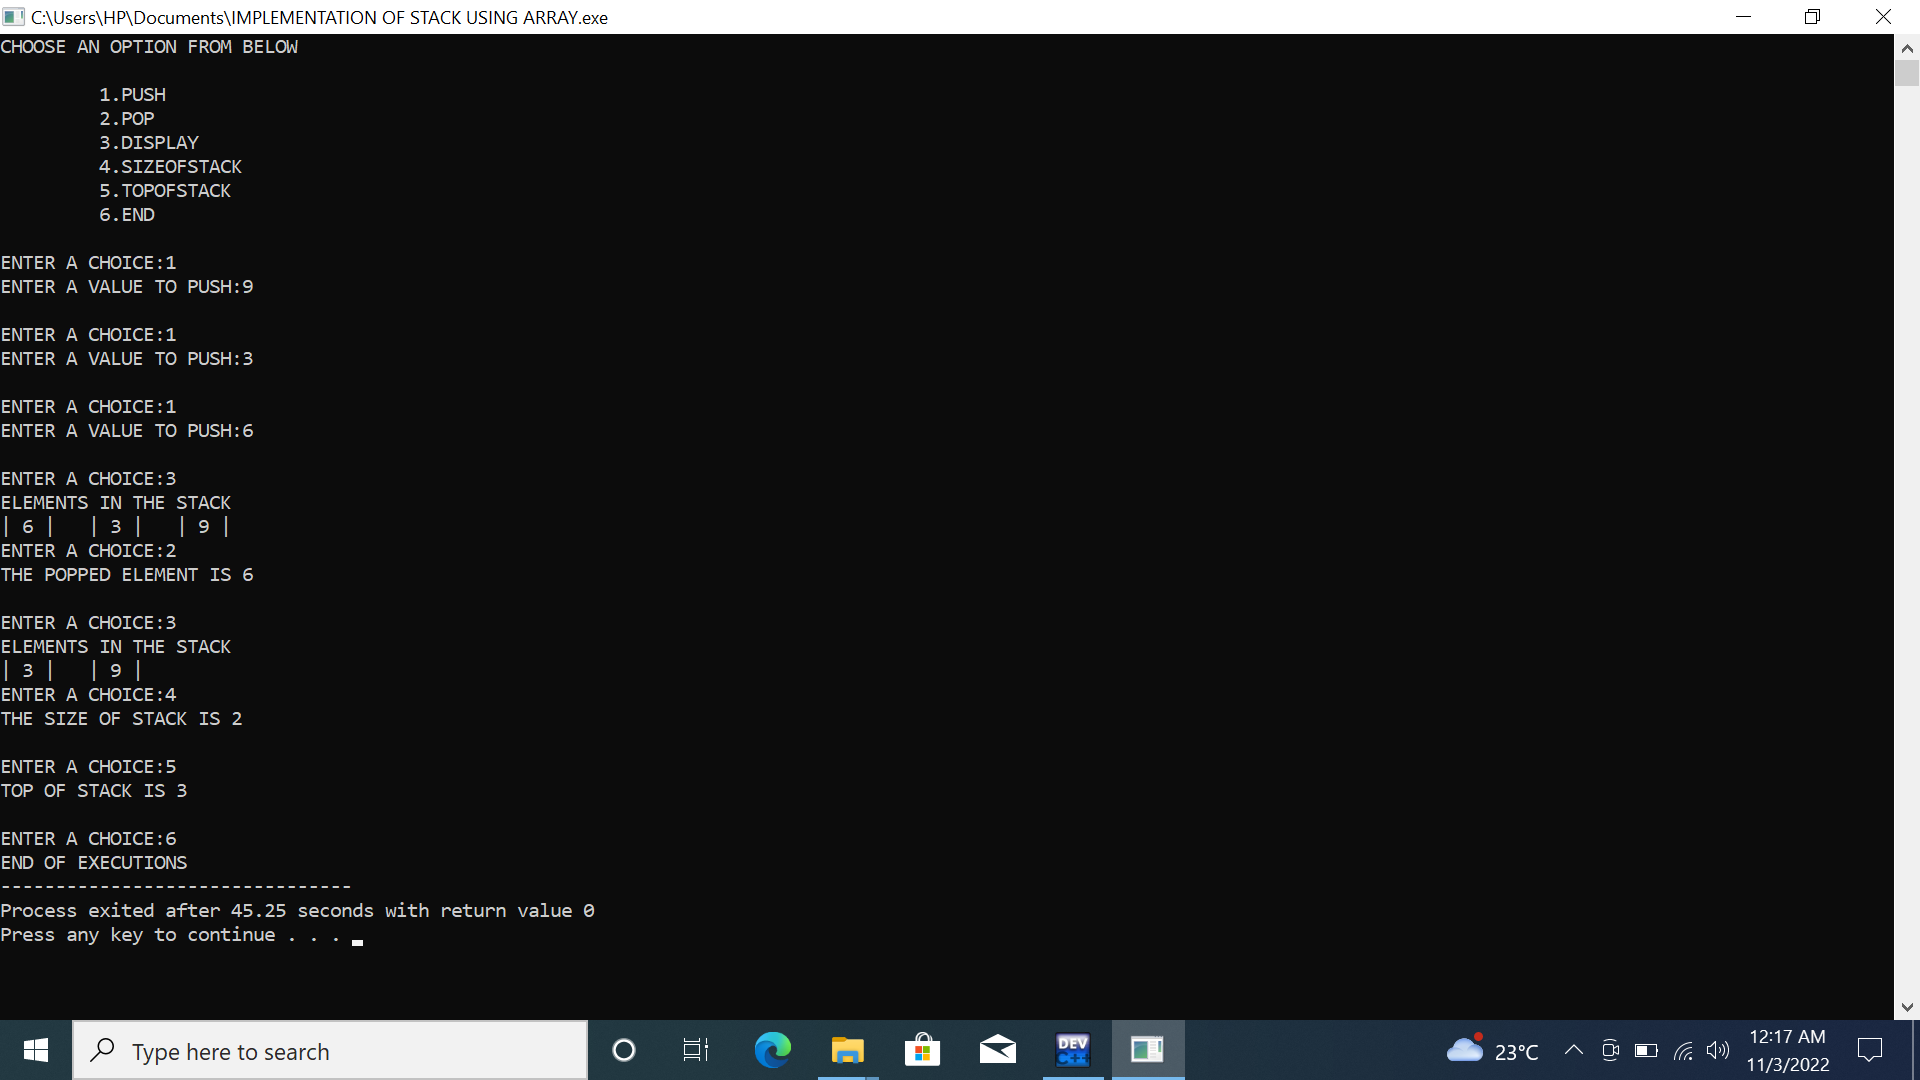 C:\Users\HP\Documents\IMPLEMENTATION OF STACK USING ARRAY.exe
CHOOSE AN OPTION FROM BELOW
1.PUSH
2.POP
3.DISPLAY
4.SIZEOFSTACK
5.TOPOFSTACK
6.END
ENTER A CHOICE:1
ENTER A VALUE TO PUSH:9
ENTER A CHOICE:1
ENTER A VALUE TO PUSH:3
ENTER A CHOICE:1
ENTER A VALUE TO PUSH:6
ENTER A CHOICE:3
ELEMENTS IN THE STACK
| 6 |   | 3 |   | 9 |
ENTER A CHOICE:2
THE POPPED ELEMENT IS 6
ENTER A CHOICE:3
ELEMENTS IN THE STACK
| 3 |   | 9 |
ENTER A CHOICE:4
THE SIZE OF STACK IS 2
ENTER A CHOICE:5
TOP OF STACK IS 3
ENTER A CHOICE:6
END OF EXECUTIONS
--------------------------------
Process exited after 45.25 seconds with return value 0
Press any key to continue . . .
Type here to search
DEV
C++
23°C
12:17 AM
11/3/2022